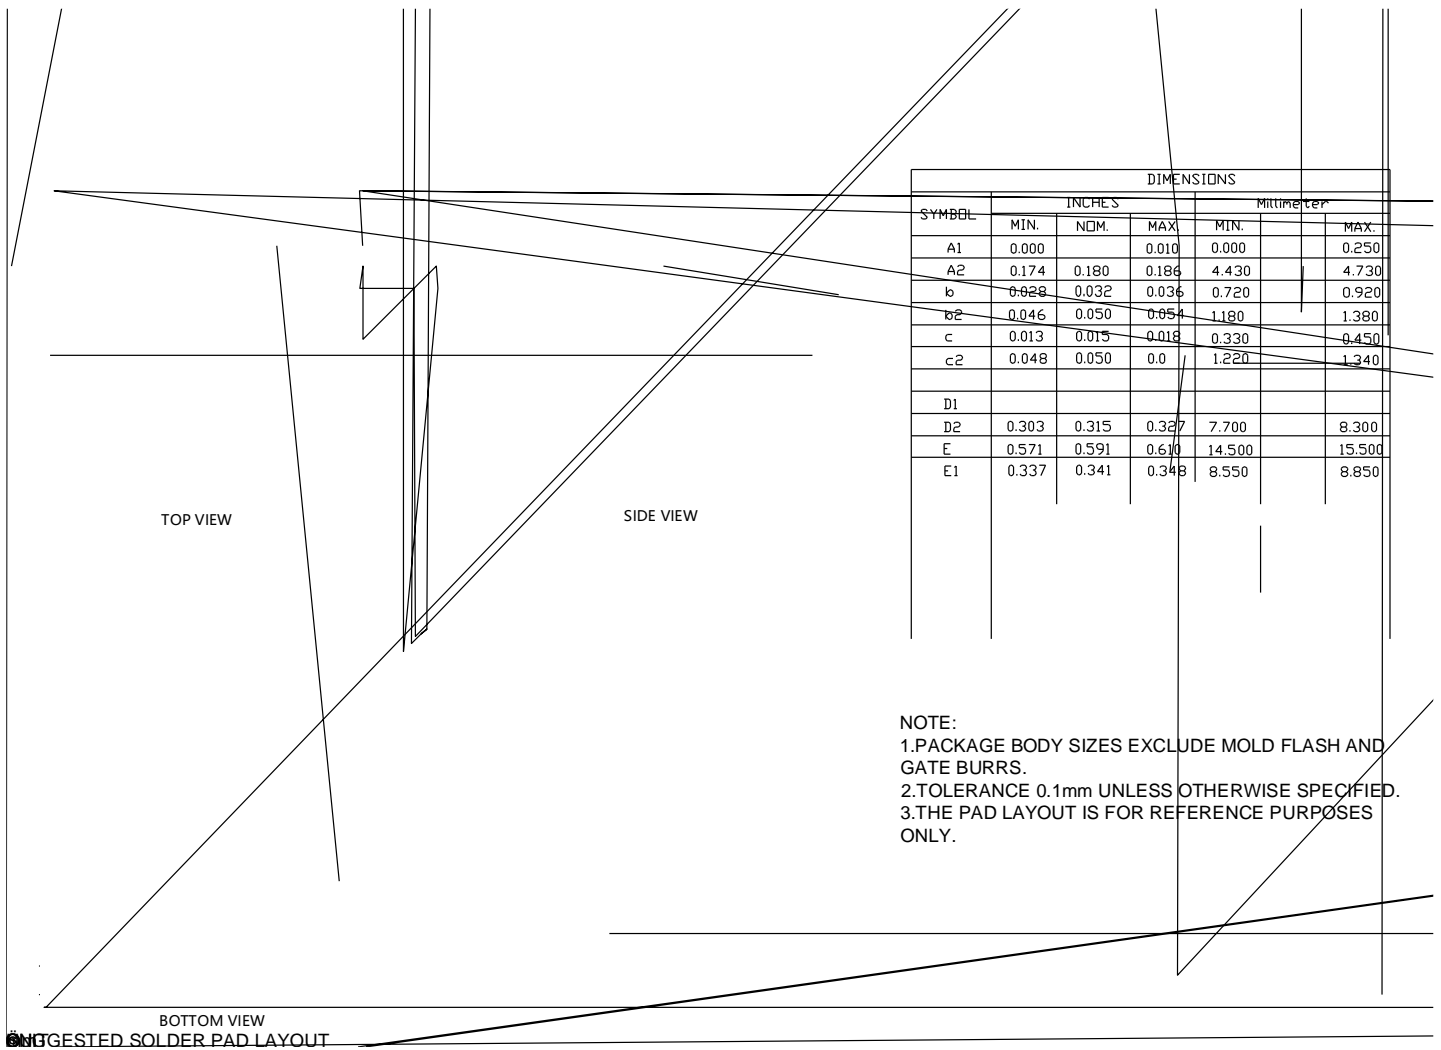 DIMENSIONS
SYMBOL INCHES Millimeter
MIN. NOM. MAX. MIN. MAX.
A1 0.000 0.010 0.000 0.250
A2 0.174 0.180 0.186 4.430 4.730
b 0.028 0.032 0.036 0.720 0.920
b2 0.046 0.050 0.054 1.180 1.380
c 0.013 0.015 0.018 0.330 0.450
c2 0.048 0.050 0.0 1.220 1.340
D1
D2 0.303 0.315 0.327 7.700 8.300
E 0.571 0.591 0.610 14.500 15.500
E1 0.337 0.341 0.348 8.550 8.850
TOP VIEW
SIDE VIEW
NOTE:
1.PACKAGE BODY SIZES EXCLUDE MOLD FLASH AND
GATE BURRS.
2.TOLERANCE 0.1mm UNLESS OTHERWISE SPECIFIED.
3.THE PAD LAYOUT IS FOR REFERENCE PURPOSES
ONLY.
BOTTOM VIEW
SOLDER PAD LAYOUT